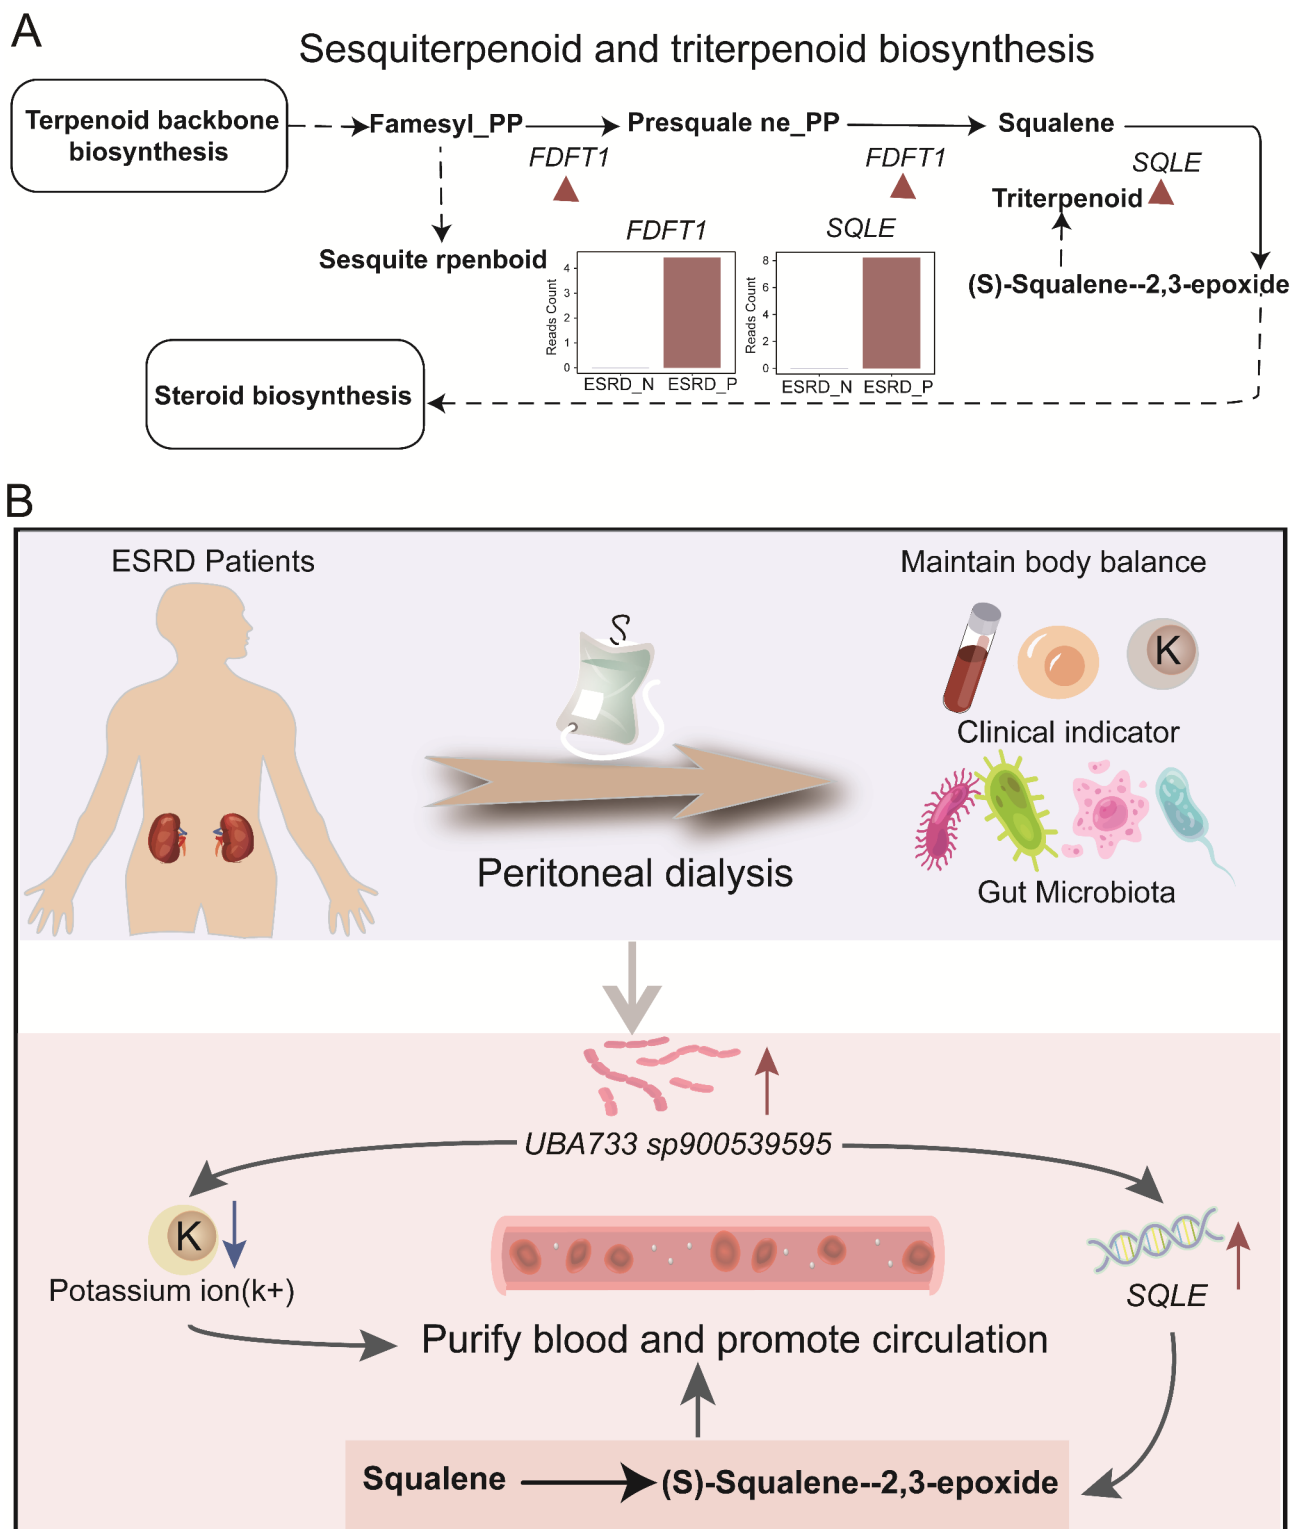 A
Sesquiterpenoid and triterpenoid biosynthesis
Terpenoid backbone
biosynthesis
Famesyl_PP
Presquale ne_PP
Squalene
FDFT1
FDFT1
SQLE
Triterpenoid
Sesquite rpenboid
(S)-Squalene--2,3-epoxide
FDFT1
Reads Count
4
3
2
1
0
ESRD_N
ESRD_P
SQLE
Reads Count
8
6
4
2
0
ESRD_N
ESRD_P
Steroid biosynthesis
B
ESRD Patients
Maintain body balance
K
Clinical indicator
Peritoneal dialysis
Gut Microbiota
UBA733 sp900539595
K
Potassium ion(k+)
SQLE
Purify blood and promote circulation
Squalene
(S)-Squalene--2,3-epoxide